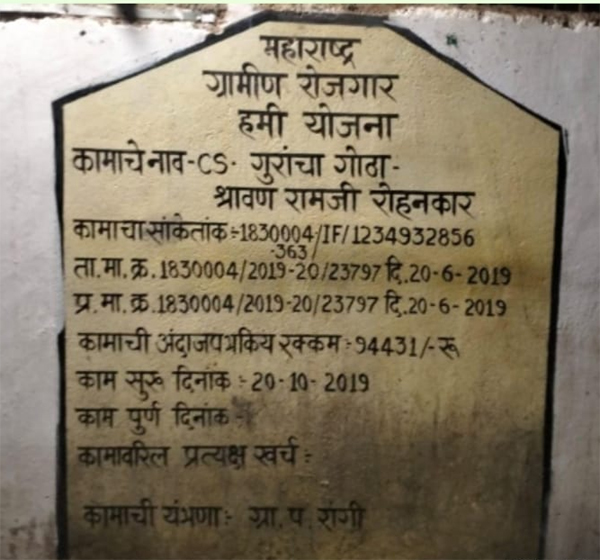 महाराष्ट्र
ग्रामीण रोजगार
हमी योजना
कामाचे नाव-CS- गुरांचा गोठा-
श्रावण रामजी रोहनकार
कामाचा सांकेतांक :-1830004/IF/1234932856
-363/
ता.मा.क्र.1830004/2019-20/23797 दि.20-6-2019
प्र.मा.क्र.1830004/2019-20/23797 दि.20-6-2019
कामाची अंदाजपत्रकिय रक्कम :-94431/-रू
काम सुरू दिनांक :- 20-10-2019
काम पुर्ण दिनांक -
कामावरिल प्रत्यक्ष खर्च :-
कामाची यंत्रणा :- ग्रा.प. रांगी